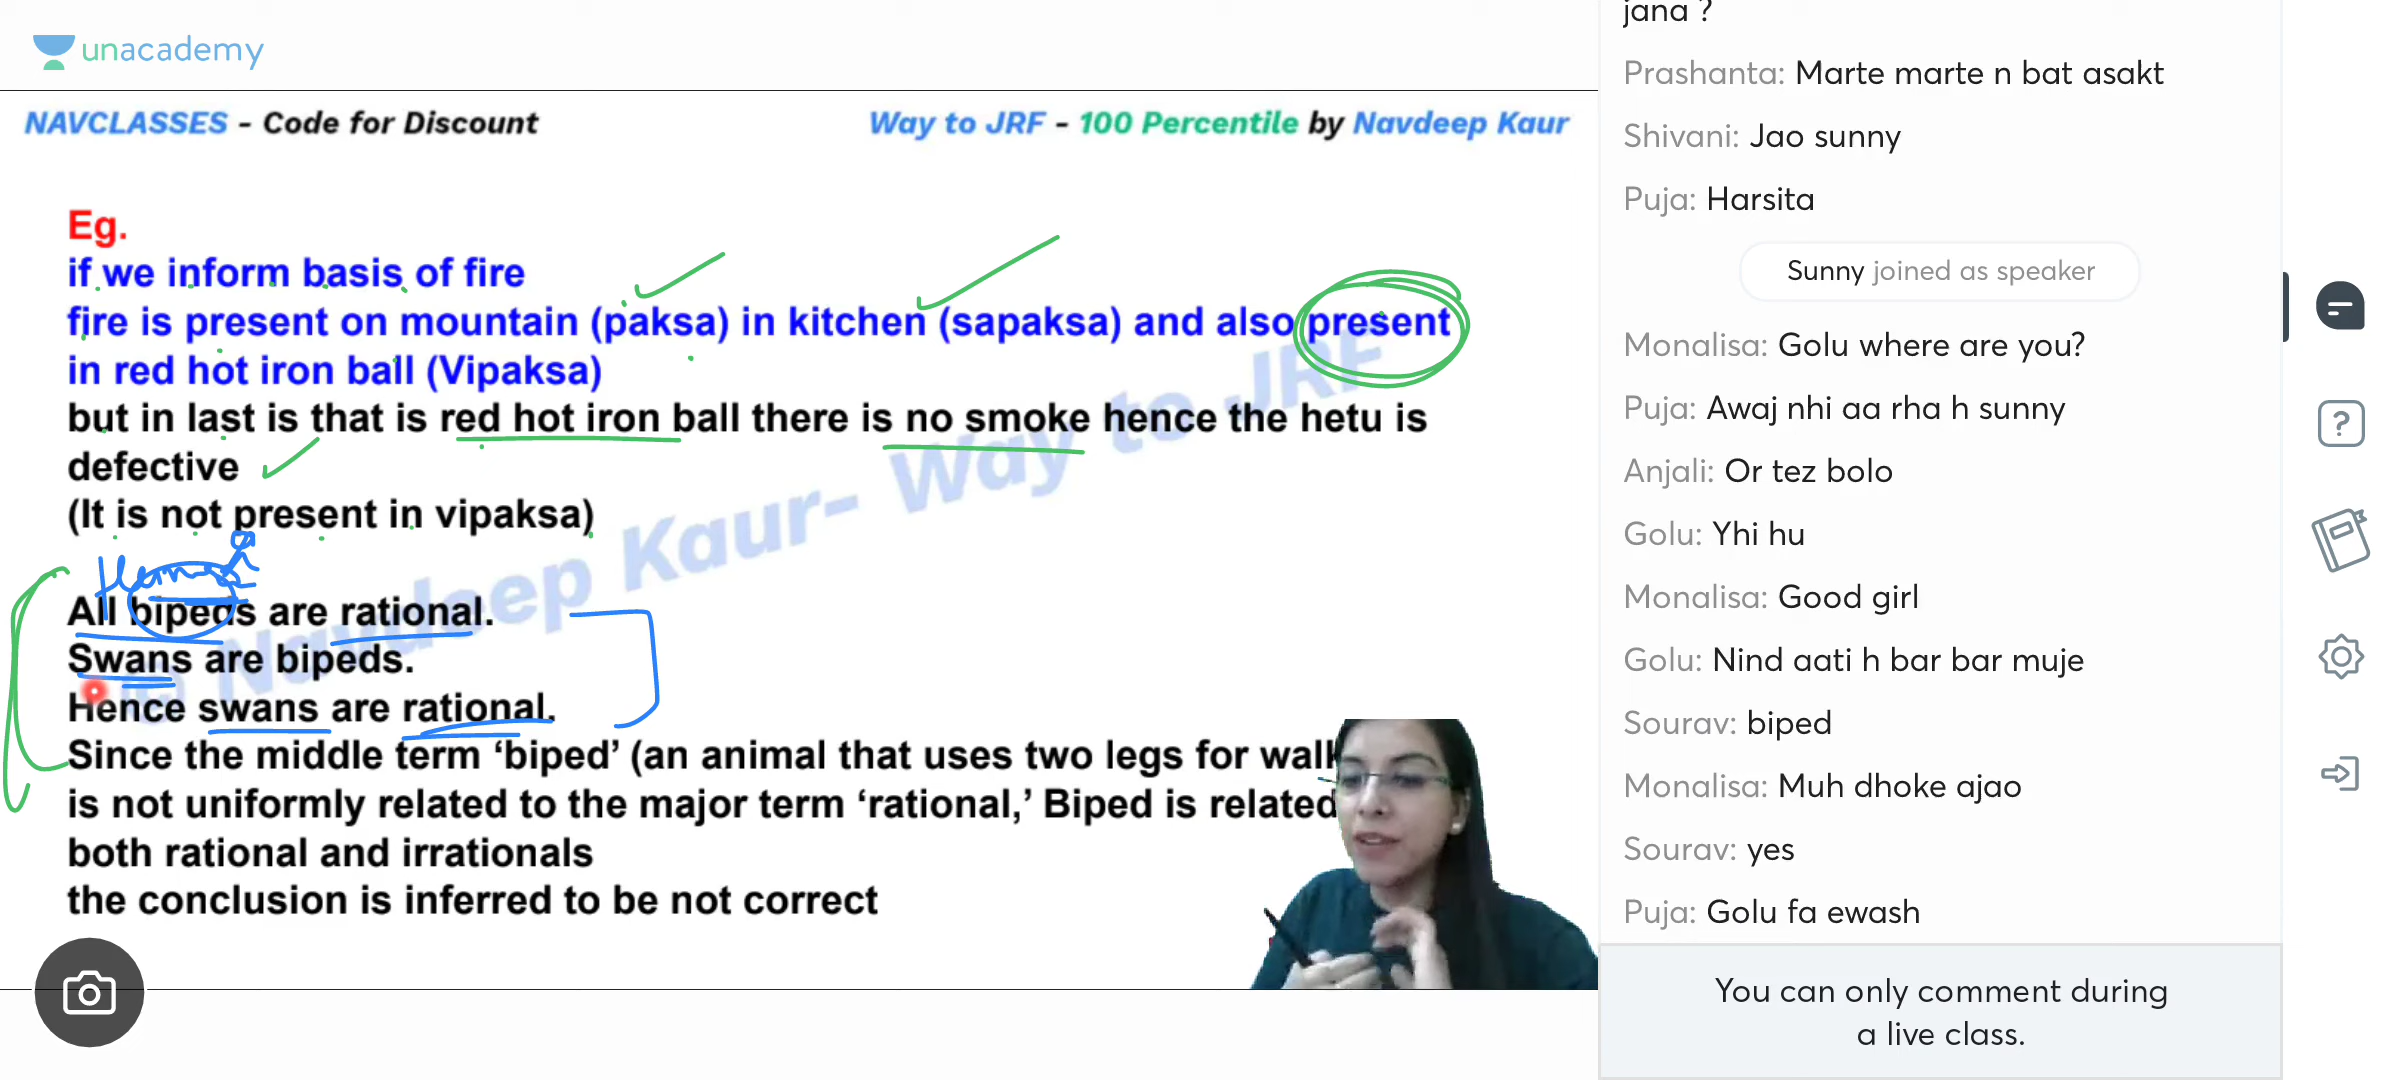 unacademy
NAVCLASSES - Code for Discount
Way to JRF - 100 Percentile by Navdeep Kaur
Eg.
if we inform basis of fire
fire is present on mountain (paksa) in kitchen (sapaksa) and also present
in red hot iron ball (Vipaksa)
but in last is that is red hot iron ball there is no smoke hence the hetu is
defective
(It is not present in vipaksa)
All bipeds are rational.
Swans are bipeds.
Hence swans are rational.
Since the middle term ‘biped’ (an animal that uses two legs for walk
is not uniformly related to the major term ‘rational,’ Biped is related
both rational and irrationals
the conclusion is inferred to be not correct
© Navdeep Kaur- Way to JRF
jana ?
Prashanta: Marte marte n bat asakt
Shivani: Jao sunny
Puja: Harsita
Sunny joined as speaker
Monalisa: Golu where are you?
Puja: Awaj nhi aa rha h sunny
Anjali: Or tez bolo
Golu: Yhi hu
Monalisa: Good girl
Golu: Nind aati h bar bar muje
Sourav: biped
Monalisa: Muh dhoke ajao
Sourav: yes
Puja: Golu fa ewash
You can only comment during
a live class.